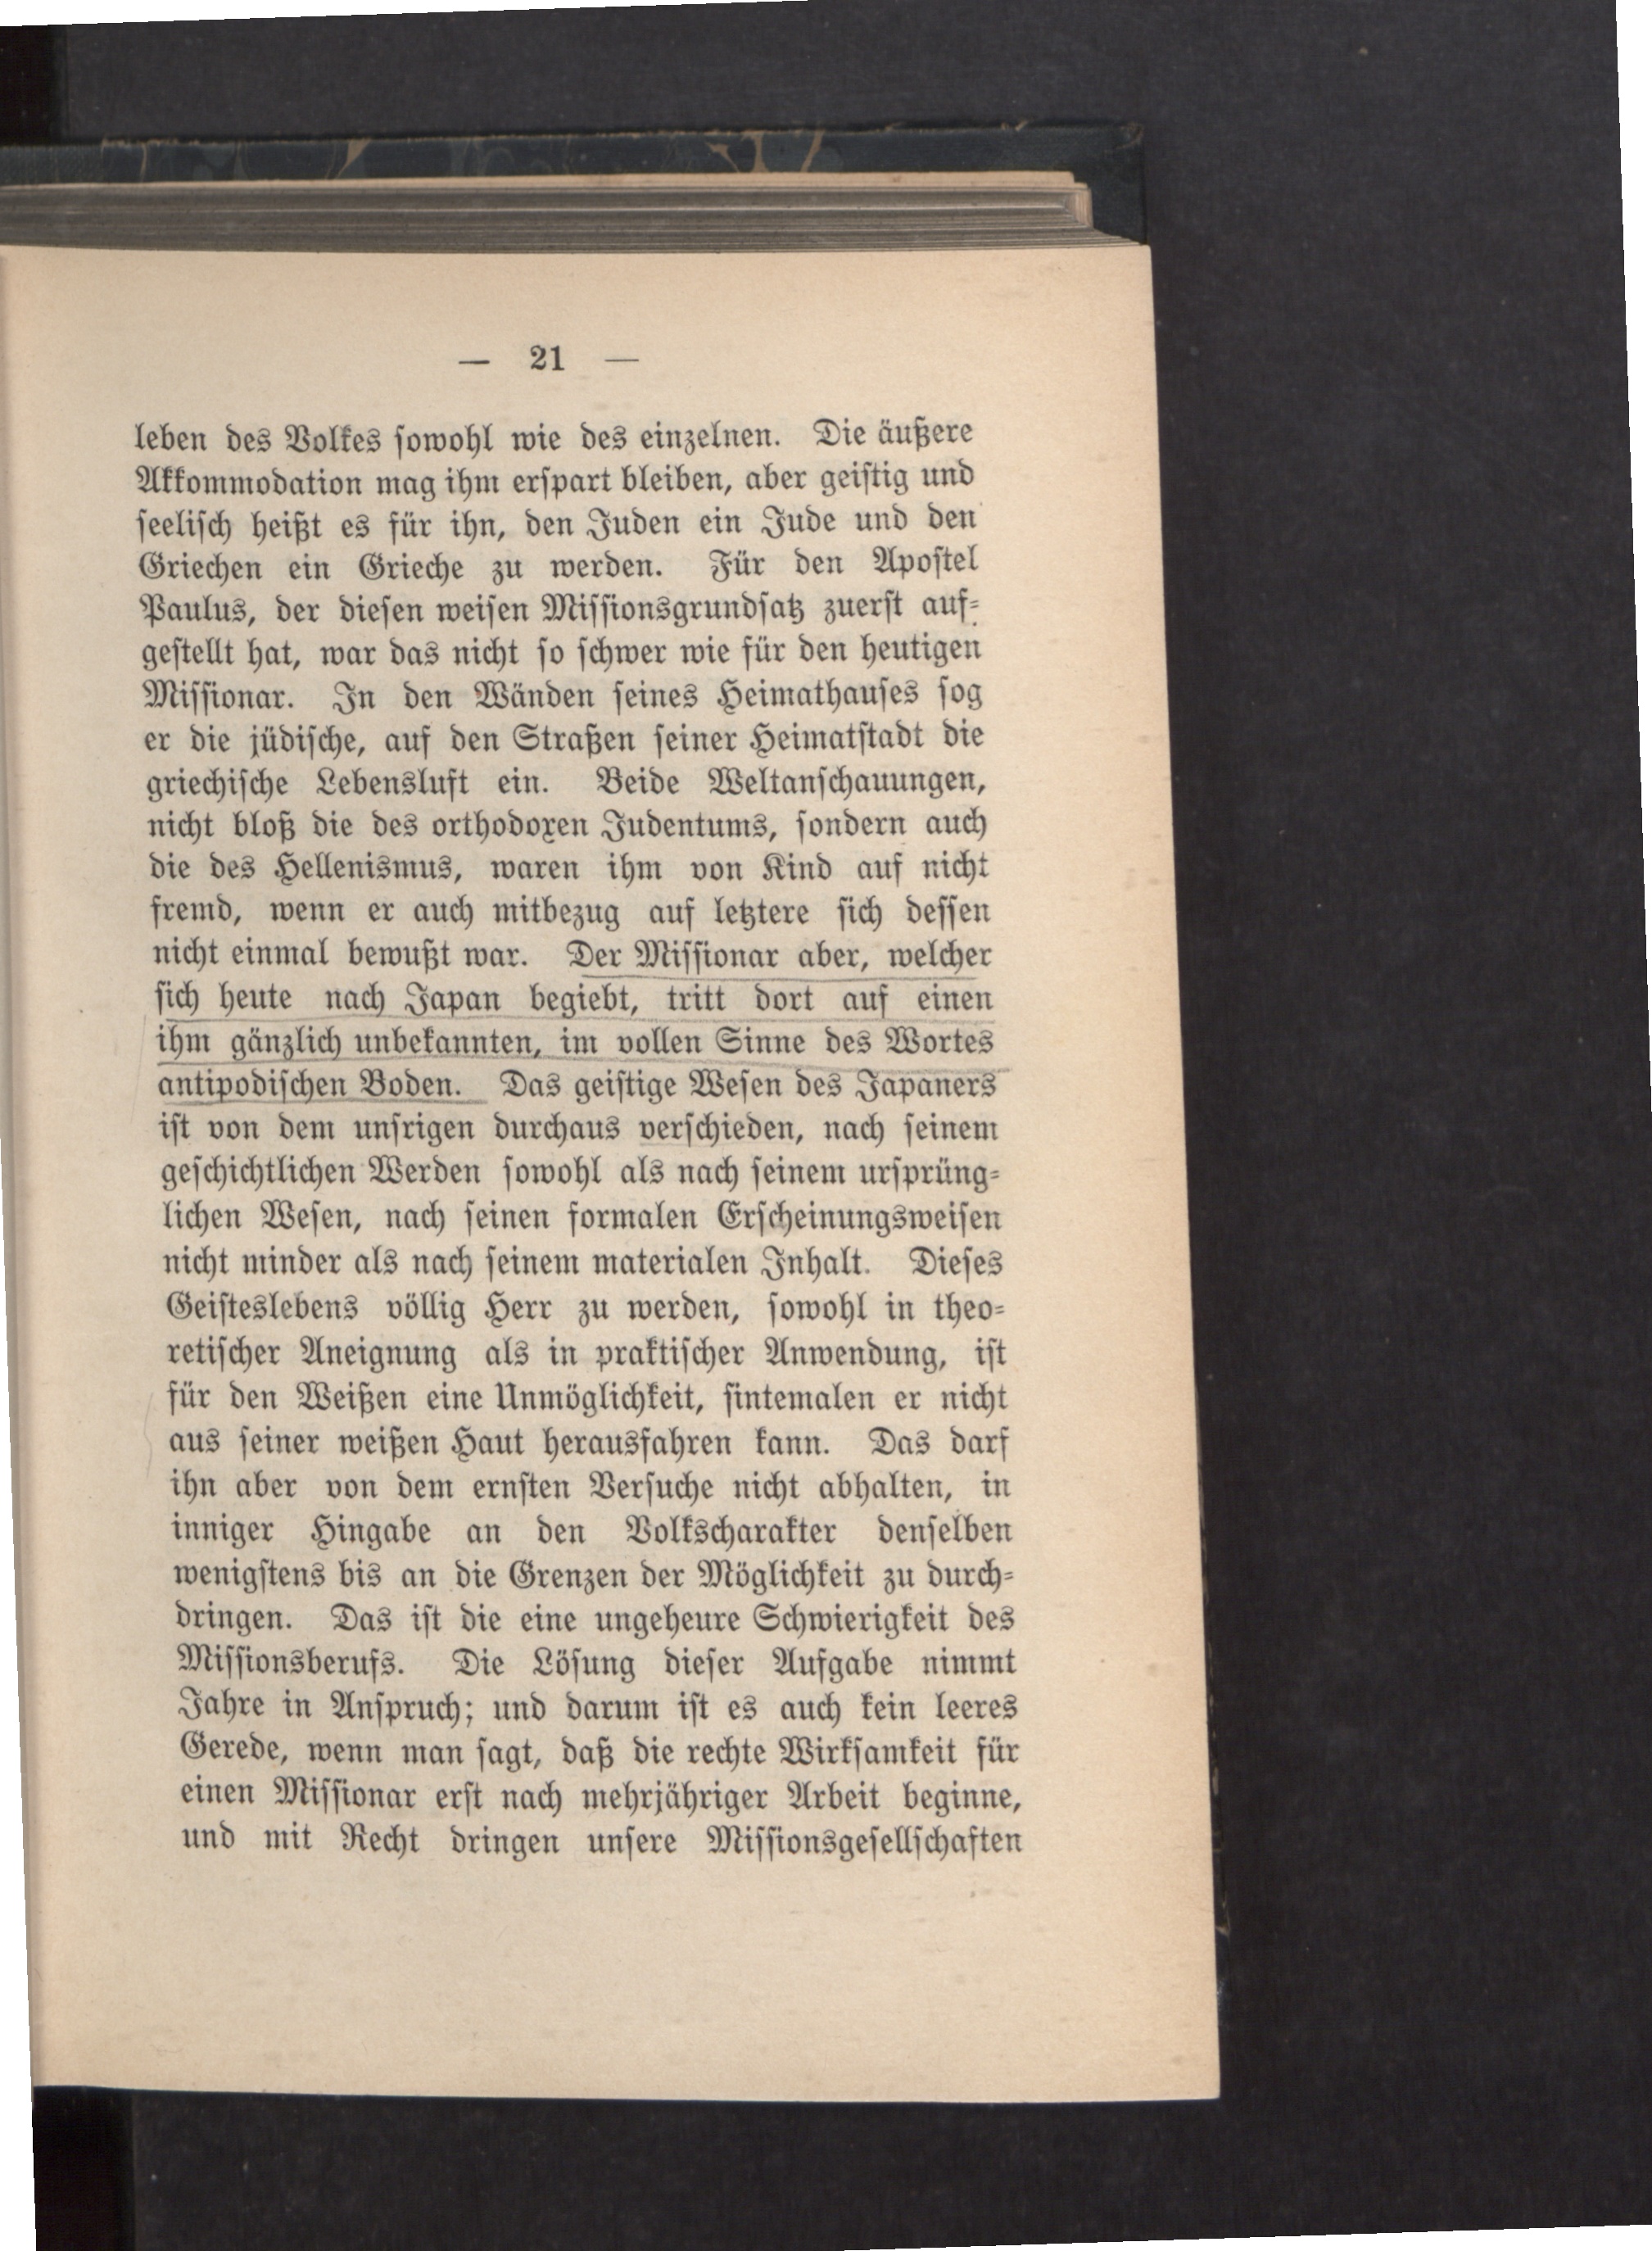 — 21 —
leben des Volkes sowohl wie des einzelnen. Die äußere
Akkommodation mag ihm erspart bleiben, aber geistig und
seelisch heißt es für ihn, den Juden ein Jude und den
Griechen ein Grieche zu werden. Für den Apostel
Paulus, der diesen weisen Missionsgrundsatz zuerst auf-
gestellt hat, war das nicht so schwer wie für den heutigen
Missionar. In den Wänden seines Heimathauses sog
er die jüdische, auf den Straßen seiner Heimatstadt die
griechische Lebensluft ein. Beide Weltanschauungen,
nicht bloß die des orthodoxen Judentums, sondern auch
die des Hellenismus, waren ihm von Kind auf nicht
fremd, wenn er auch mitbezug auf letztere sich dessen
nicht einmal bewußt war. Der Missionar aber, welcher
sich heute nach Japan begiebt, tritt dort auf einen
ihm gänzlich unbekannten, im vollen Sinne des Wortes
antipodischen Boden. Das geistige Wesen des Japaners
ist von dem unsrigen durchaus verschieden, nach seinem
geschichtlichen Werden sowohl als nach seinem ursprüng-
lichen Wesen, nach seinen formalen Erscheinungsweisen
nicht minder als nach seinem materialen Inhalt. Dieses
Geisteslebens völlig Herr zu werden, sowohl in theo-
retischer Aneignung als in praktischer Anwendung, ist
für den Weißen eine Unmöglichkeit, sintemalen er nicht
aus seiner weißen Haut herausfahren kann. Das darf
ihn aber von dem ernsten Versuche nicht abhalten, in
inniger Hingabe an den Volkscharakter denselben
wenigstens bis an die Grenzen der Möglichkeit zu durch-
dringen. Das ist die eine ungeheure Schwierigkeit des
Missionsberufs. Die Lösung dieser Aufgabe nimmt
Jahre in Anspruch; und darum ist es auch kein leeres
Gerede, wenn man sagt, daß die rechte Wirksamkeit für
einen Missionar erst nach mehrjähriger Arbeit beginne,
und mit Recht dringen unsere Missionsgesellschaften